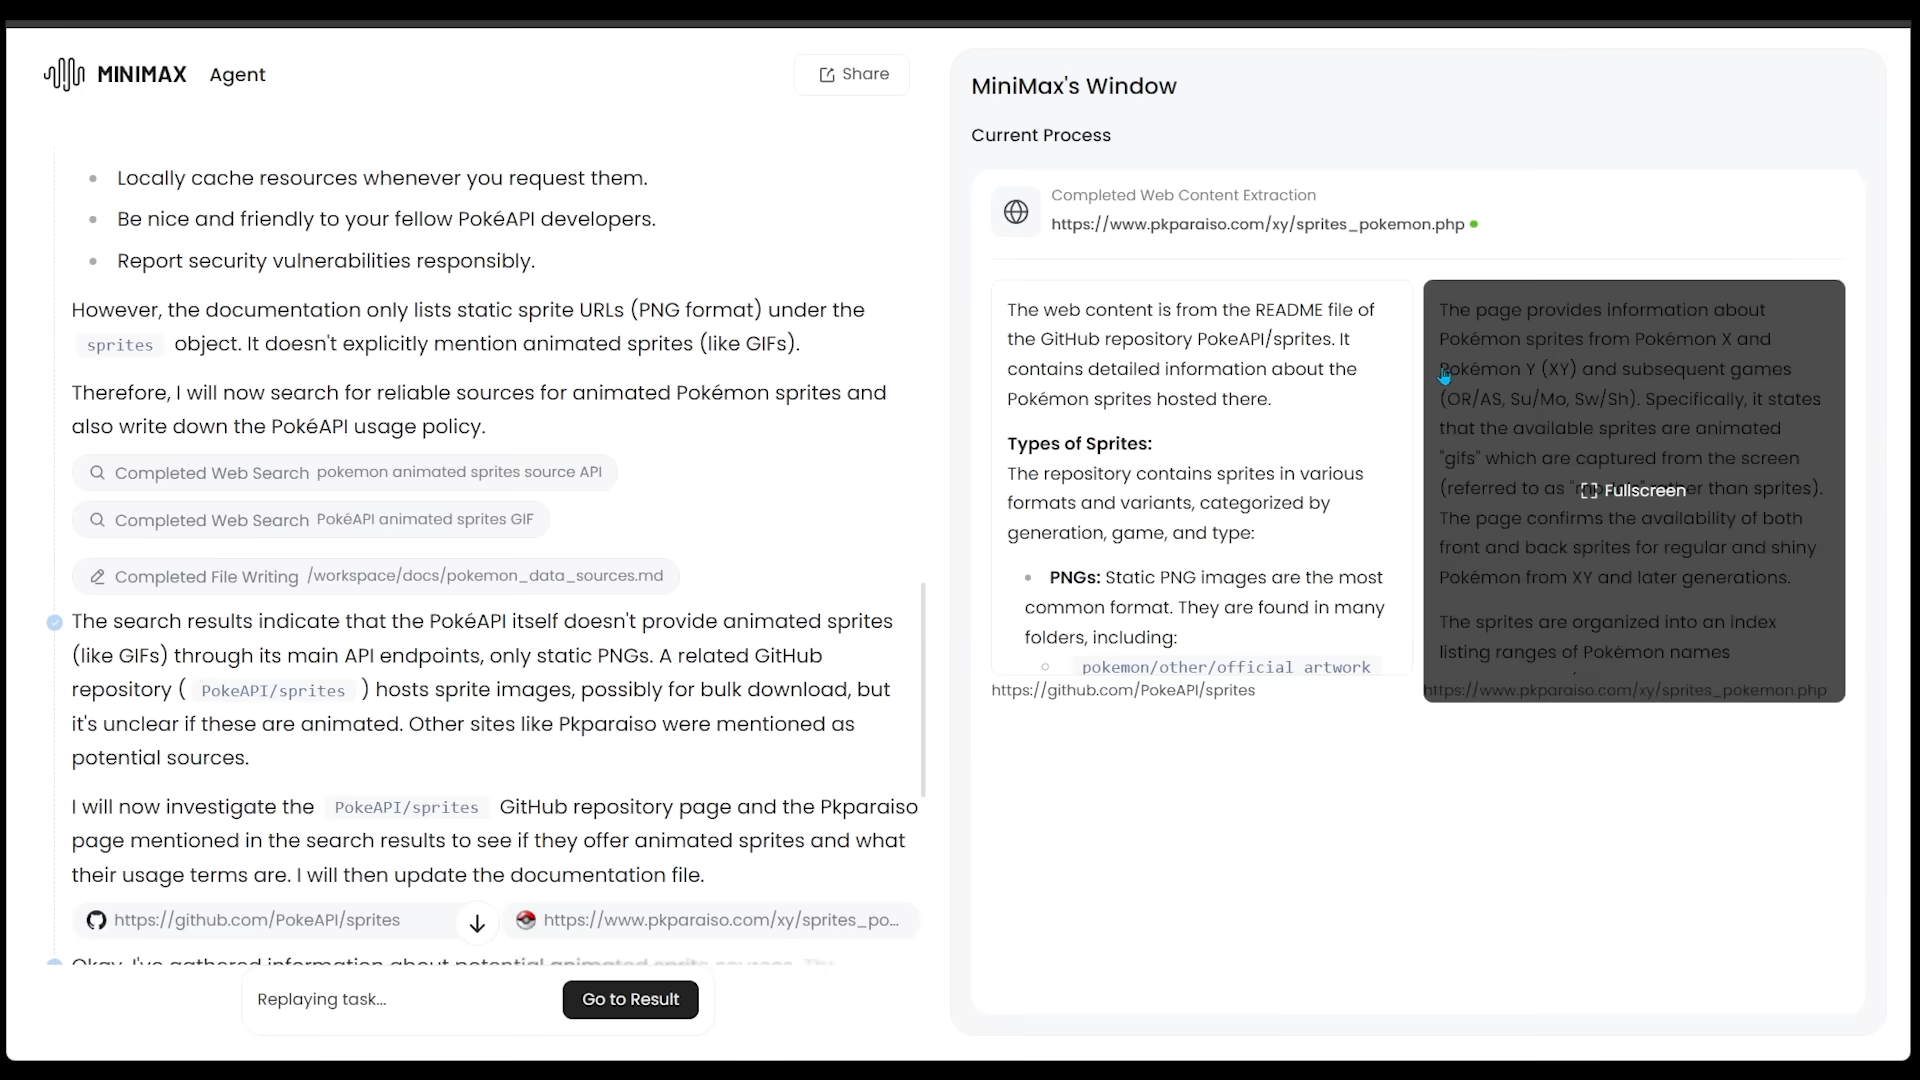 MINIMAX Agent
Share
Locally cache resources whenever you request them.
Be nice and friendly to your fellow PokéAPI developers.
Report security vulnerabilities responsibly.
However, the documentation only lists static sprite URLs (PNG format) under the
sprites object. It doesn't explicitly mention animated sprites (like GIFs).
Therefore, I will now search for reliable sources for animated Pokémon sprites and
also write down the PokéAPI usage policy.
Completed Web Search pokemon animated sprites source API
Completed Web Search PokéAPI animated sprites GIF
Completed File Writing /workspace/docs/pokemon_data_sources.md
The search results indicate that the PokéAPI itself doesn't provide animated sprites
(like GIFs) through its main API endpoints, only static PNGs. A related GitHub
repository ( PokeAPI/sprites ) hosts sprite images, possibly for bulk download, but
it's unclear if these are animated. Other sites like Pkparaiso were mentioned as
potential sources.
I will now investigate the PokeAPI/sprites GitHub repository page and the Pkparaiso
page mentioned in the search results to see if they offer animated sprites and what
their usage terms are. I will then update the documentation file.
https://github.com/PokeAPI/sprites
https://www.pkparaiso.com/xy/sprites_po...
Okay, I've gathered information about potential animated sprite sources.
Replaying task...
Go to Result
MiniMax's Window
Current Process
Completed Web Content Extraction
https://www.pkparaiso.com/xy/sprites_pokemon.php
The web content is from the README file of
the GitHub repository PokeAPI/sprites. It
contains detailed information about the
Pokémon sprites hosted there.
Types of Sprites:
The repository contains sprites in various
formats and variants, categorized by
generation, game, and type:
PNGs: Static PNG images are the most
common format. They are found in many
folders, including:
pokemon/other/official artwork
https://github.com/PokeAPI/sprites
The page provides information about
Pokémon sprites from Pokémon X and
Pokémon Y (XY) and subsequent games
(OR/AS, Su/Mo, Sw/Sh). Specifically, it states
that the available sprites are animated
"gifs" which are captured from the screen
(referred to as rather than sprites).
Fullscreen
The page confirms the availability of both
front and back sprites for regular and shiny
Pokémon from XY and later generations.
The sprites are organized into an index
listing ranges of Pokémon names
https://www.pkparaiso.com/xy/sprites_pokemon.php